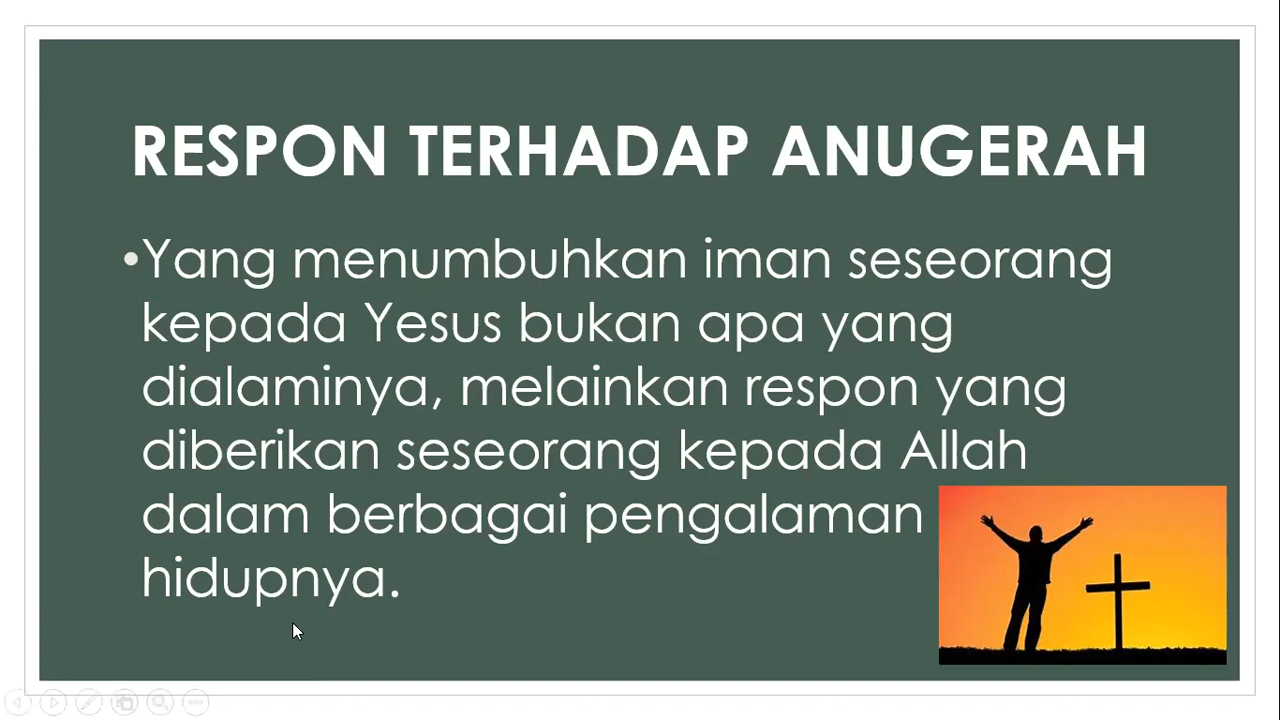 RESPON TERHADAP ANUGERAH
•Yang menumbuhkan iman seseorang
kepada Yesus bukan apa yang
dialaminya, melainkan respon yang
diberikan seseorang kepada Allah
dalam berbagai pengalaman
hidupnya.